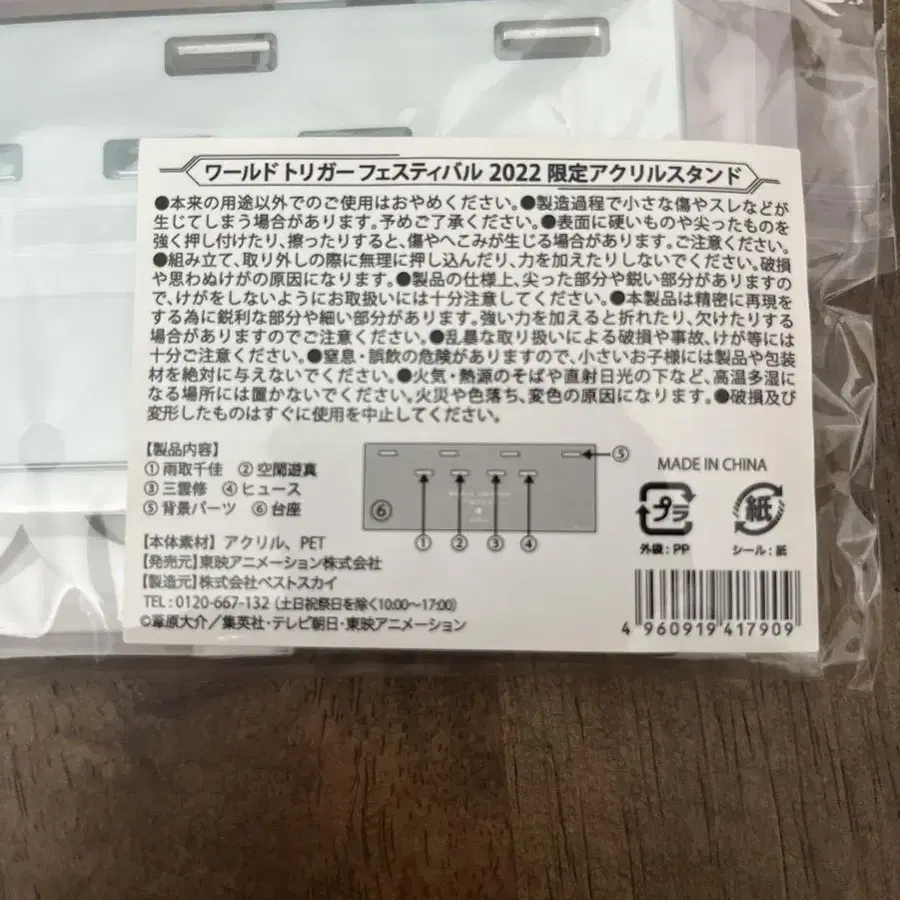 ワールドトリガーフェスティバル 2022 限定アクリルスタンド
●本来の用途以外でのご使用はおやめください。●製造過程で小さな傷やスレなどが
生じてしまう場合があります。予めご了承ください。●表面に硬いものや尖ったものを
強く押し付けたり、擦ったりすると、傷やへこみが生じる場合があります。ご注意ください。
●組み立て、取り外しの際に無理に押し込んだり、力を加えたりしないでください。破損
や思わぬけがの原因になります。●製品の仕様上、尖った部分や鋭い部分がありますの
で、けがをしないようにお取扱いには十分注意してください。●本製品は精密に再現を
する為に鋭利な部分や細い部分があります。強い力を加えると折れたり、欠けたりする
場合がありますのでご注意ください。●乱暴な取り扱いによる破損や事故、けが等には
十分ご注意ください。●窒息・誤飲の危険がありますので、小さいお子様には製品や包装
材を絶対に与えないでください。●火気・熱源のそばや直射日光の下など、高温多湿に
なる場所には置かないでください。火災や色落ち、変色の原因になります。●破損及び
変形したものはすぐに使用を中止してください。
【製品内容】
①雨取千佳 ②空閑遊真
③三雲修 ④ヒュース
⑤背景パーツ ⑥台座
⑤
⑥
① ② ③ ④
【本体素材】アクリル、PET
【発売元】東映アニメーション株式会社
【製造元】株式会社ベストスカイ
TEL : 0120-667-132（土日祝祭日を除く10:00~17:00）
©葦原大介／集英社・テレビ朝日・東映アニメーション
MADE IN CHINA
プラ 紙
外袋 : PP シール : 紙
4 960919 417909